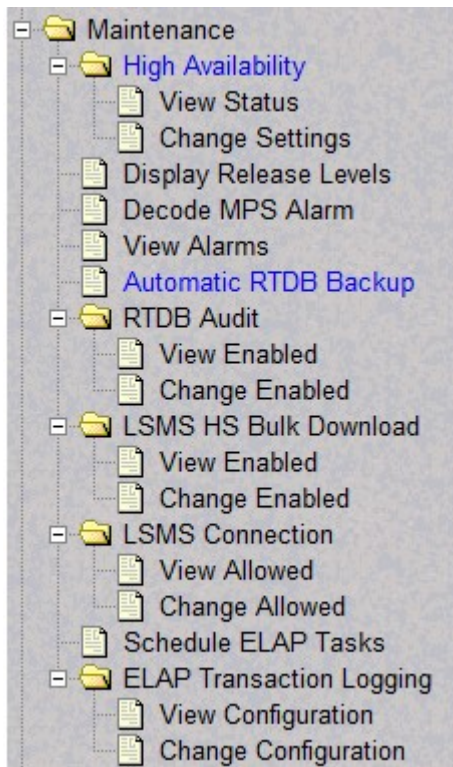 Maintenance
High Availability
View Status
Change Settings
Display Release Levels
Decode MPS Alarm
View Alarms
Automatic RTDB Backup
RTDB Audit
View Enabled
Change Enabled
LSMS HS Bulk Download
View Enabled
Change Enabled
LSMS Connection
View Allowed
Change Allowed
Schedule ELAP Tasks
ELAP Transaction Logging
View Configuration
Change Configuration